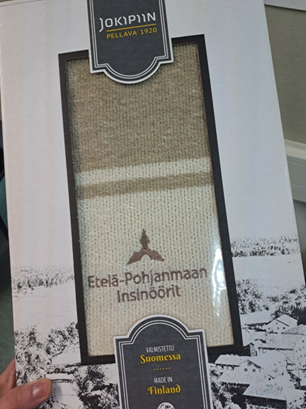 JOKIPIIN
PELLAVA 1920
Etelä-Pohjanmaan
Insinöörit
VALMISTETTU
Suomessa
MADE IN
Finland